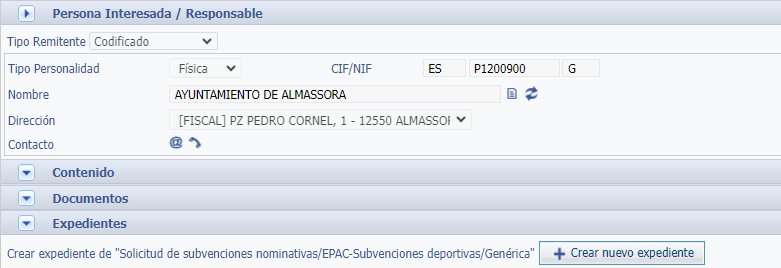 Persona Interesada / Responsable
Tipo Remitente Codificado
Tipo Personalidad Física CIF/NIF ES P1200900 G
Nombre AYUNTAMIENTO DE ALMASSORA
Dirección [FISCAL] PZ PEDRO CORNEL, 1 - 12550 ALMASSOR
Contacto
Contenido
Documentos
Expedientes
Crear expediente de "Solicitud de subvenciones nominativas/EPAC-Subvenciones deportivas/Genérica" Crear nuevo expediente